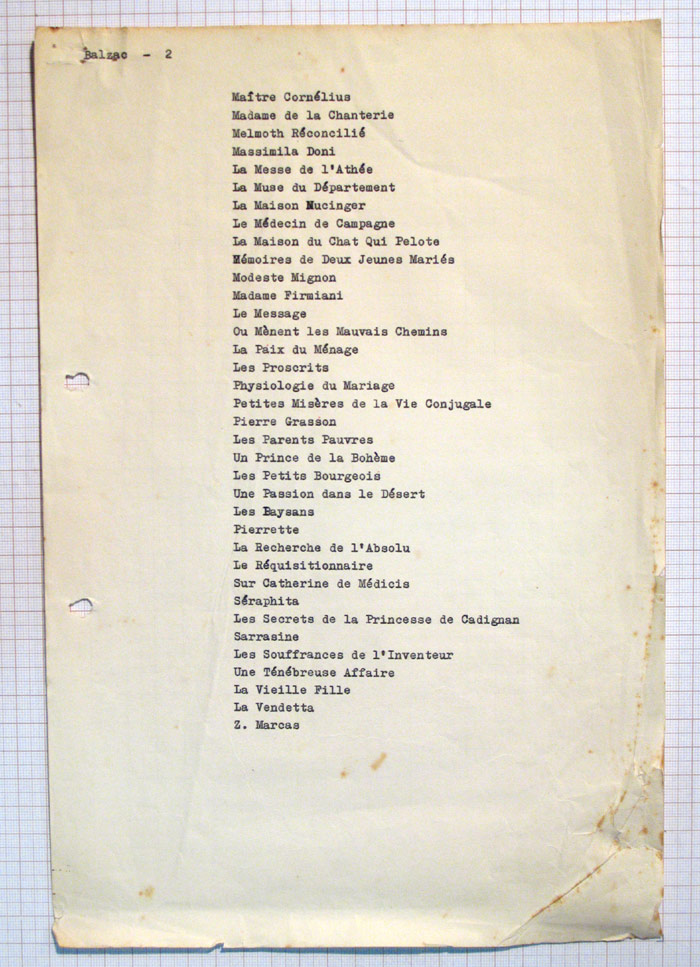 Balzac - 2
Maître Cornélius
Madame de la Chanterie
Melmoth Réconcilié
Massimila Doni
La Messe de l'Athée
La Muse du Département
La Maison Nucinger
Le Médecin de Campagne
La Maison du Chat Qui Pelote
Mémoires de Deux Jeunes Mariés
Modeste Mignon
Madame Firmiani
Le Message
Ou Mènent les Mauvais Chemins
La Paix du Ménage
Les Proscrits
Physiologie du Mariage
Petites Misères de la Vie Conjugale
Pierre Grasson
Les Parents Pauvres
Un Prince de la Bohème
Les Petits Bourgeois
Une Passion dans le Désert
Les Baysans
Pierrette
La Recherche de l'Absolu
Le Réquisitionnaire
Sur Catherine de Médicis
Séraphita
Les Secrets de la Princesse de Cadignan
Sarrasine
Les Souffrances de l'Inventeur
Une Ténébreuse Affaire
La Vieille Fille
La Vendetta
Z. Marcas